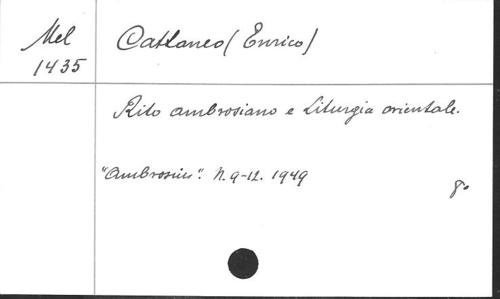 Mel
1435
Cattaneo (Enrico)
Rito ambrosiano e Liturgia orientale.
"Ambrosius". N. 9-12. 1949
8°